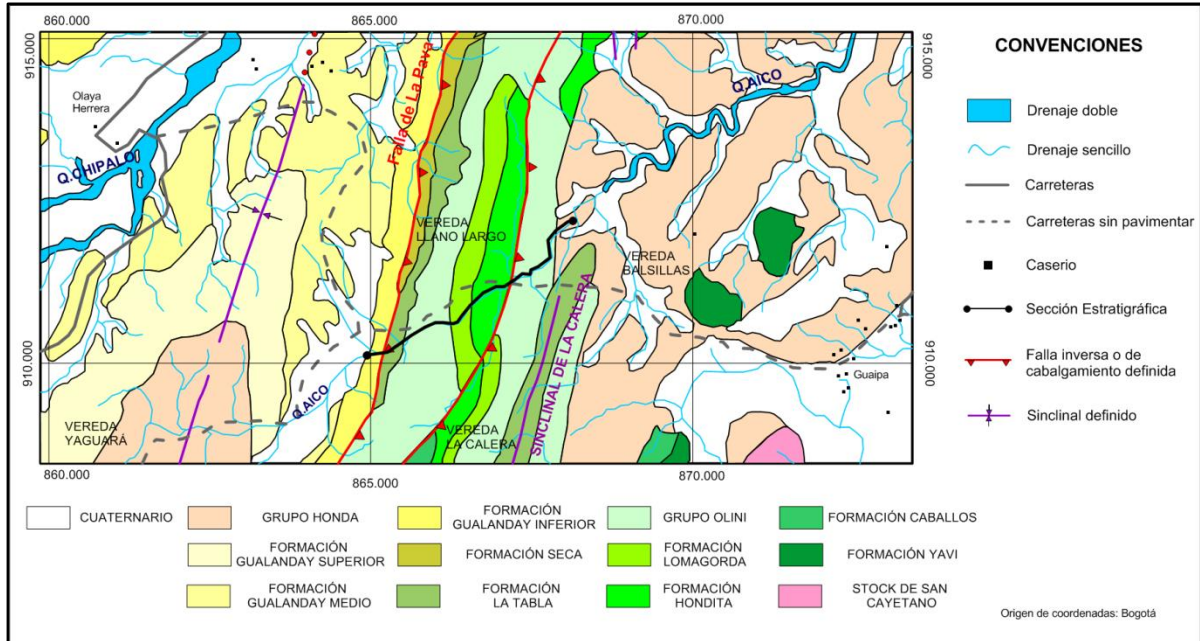 860.000
865.000
870.000
915.000
915.000
Olaya
Herrera
Q.CHIPALO
Falla de La Pava
Q.AICO
VEREDA
LLANO LARGO
VEREDA
BALSILLAS
SINCLINAL DE LA CALERA
910.000
910.000
Q.AICO
Guaipa
VEREDA
YAGUARÁ
VEREDA
LA CALERA
860.000
865.000
870.000
CONVENCIONES
Drenaje doble
Drenaje sencillo
Carreteras
Carreteras sin pavimentar
Caserio
Sección Estratigráfica
Falla inversa o de
cabalgamiento definida
Sinclinal definido
CUATERNARIO
GRUPO HONDA
FORMACIÓN
GUALANDAY INFERIOR
GRUPO OLINI
FORMACIÓN CABALLOS
FORMACIÓN
GUALANDAY SUPERIOR
FORMACIÓN SECA
FORMACIÓN
LOMAGORDA
FORMACIÓN YAVI
FORMACIÓN
GUALANDAY MEDIO
FORMACIÓN
LA TABLA
FORMACIÓN
HONDITA
STOCK DE SAN
CAYETANO
Origen de coordenadas: Bogotá